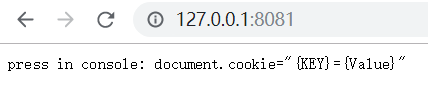 127.0.0.1:8081
press in console: document.cookie="{KEY}={Value}"